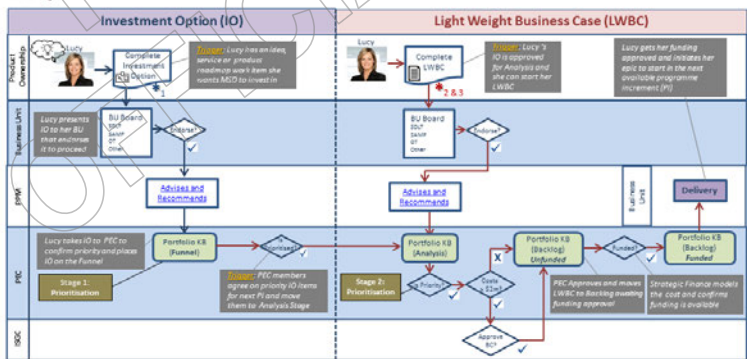 Investment Option (IO)
Light Weight Business Case (LWBC)
Product
Ownership
Lucy
Complete
Investment
Option
*1
Trigger: Lucy has an idea,
service or product
roadmap work item she
wants MSD to invest in
Lucy
Complete
LWBC
*2 & 3
Trigger: Lucy 's
IO is approved
for Analysis and
she can start her
LWBC
Lucy gets her funding
approved and initiates her
epic to start in the next
available programme
increment (PI)
Business Unit
Lucy presents
IO to her BU
that endorses
it to proceed
BU Board
Other
Endorse?
BU Board
Other
Endorse?
EPPM
Advises and
Recommends
Advises and
Recommends
Business
Unit
Delivery
PEC
Lucy takes IO to PEC to
confirm priority and places
IO on the Funnel
Stage 1:
Prioritisation
Portfolio KB
(Funnel)
Prioritised?
Trigger: PEC members
agree on priority IO items
for next PI and move
them to Analysis Stage
Portfolio KB
(Analysis)
Stage 2:
Prioritisation
Is Priority?
Costs
X
Portfolio KB
(Backlog)
Unfunded
Funded?
Portfolio KB
(Backlog)
Funded
PEC Approves and moves
LWBC to Backlog awaiting
funding approval
Strategic Finance models
the cost and confirms
funding is available
ISGC
Approve
BC?